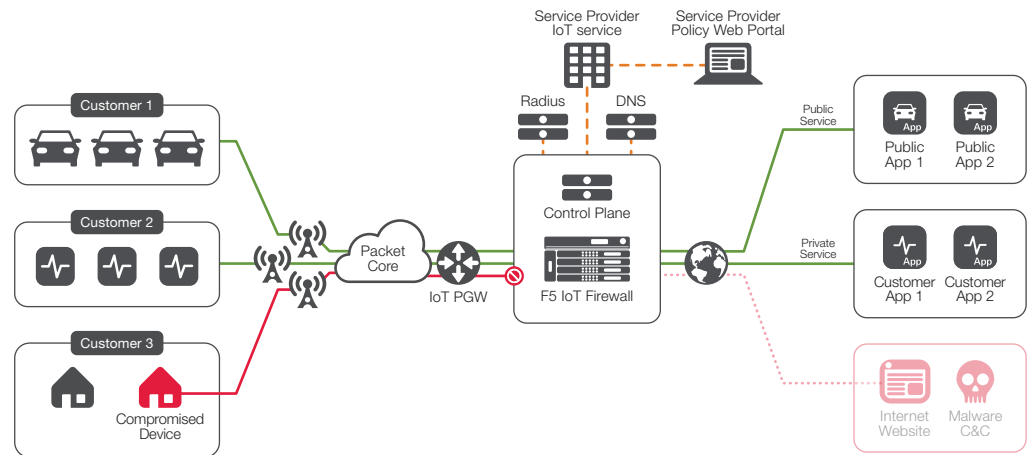 Service Provider
IoT service
Service Provider
Policy Web Portal
Radius
DNS
Customer 1
Customer 2
Customer 3
Compromised
Device
Packet
Core
IoT PGW
Control Plane
F5 IoT Firewall
Public
Service
App
App
Public
App 1
Public
App 2
Private
Service
App
App
Customer
App 1
Customer
App 2
Internet
Website
Malware
C&C